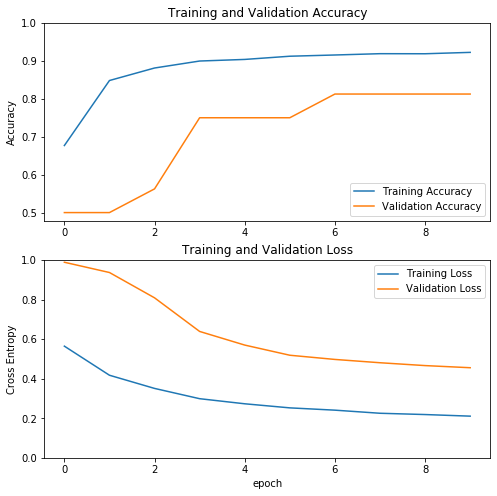 Training and Validation Accuracy
1.0
0.9
0.8
0.7
0.6
0.5
Accuracy
Training Accuracy
Validation Accuracy
0 2 4 6 8
Training and Validation Loss
1.0
0.8
0.6
0.4
0.2
0.0
Cross Entropy
Training Loss
Validation Loss
0 2 4 6 8
epoch